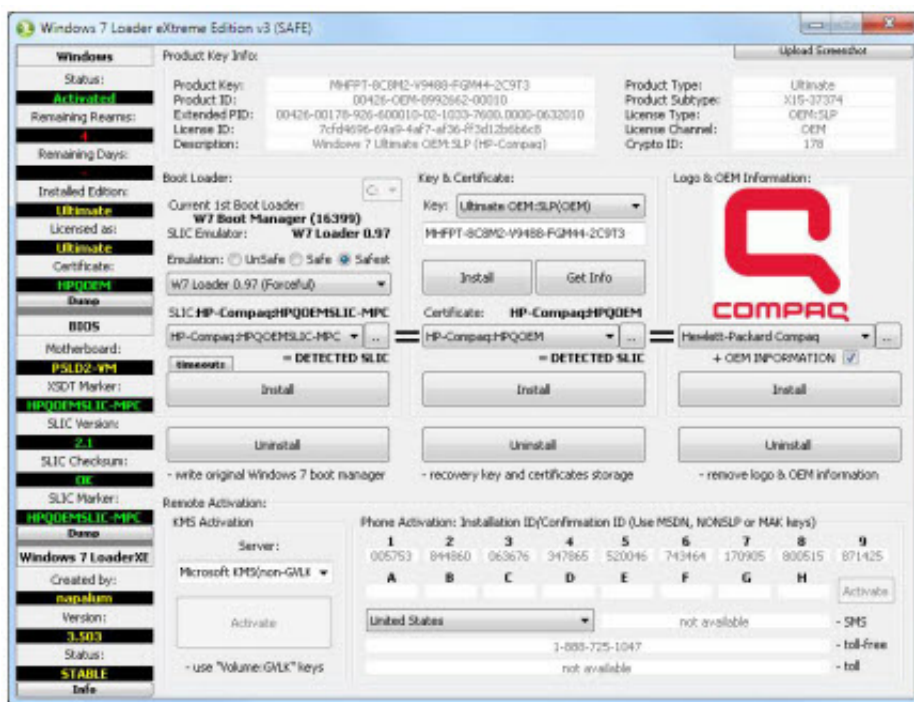 Windows 7 Loader eXtreme Edition v3 (SAFE)
Upload Screenshot
Windows
Status:
Activated
Remaining Rearms:
4
Remaining Days:
-
Installed Edition:
Ultimate
Licensed as:
Ultimate
Certificate:
HPQOEM
Dump
BIOS
Motherboard:
P5LD2-VM
XSDT Marker:
HPQOEMSLIC-MPC
SLIC Version:
2.1
SLIC Checksum:
OK
SLIC Marker:
HPQOEMSLIC-MPC
Dump
Windows 7 LoaderXE
Created by:
napalum
Version:
3.503
Status:
STABLE
Info
Product Key Info:
Product Key: MHFPT-8C8M2-V9488-FGM44-2C9T3
Product ID: 00426-OEM-8992662-00010
Extended PID: 00426-00178-926-600010-02-1033-7600.0000-0632010
License ID: 7cfd4696-69a9-4af7-af36-ff3d12b6b6c8
Description: Windows 7 Ultimate OEM:SLP (HP-Compaq)
Product Type: Ultimate
Product Subtype: X15-37374
License Type: OEM:SLP
License Channel: OEM
Crypto ID: 178
Boot Loader:
C:
Current 1st Boot Loader:
W7 Boot Manager (16399)
SLIC Emulator: W7 Loader 0.97
Emulation: UnSafe Safe Safest
W7 Loader 0.97 (Forceful)
SLIC:HP-Compaq:HPQOEMSLIC-MPC
HP-Compaq:HPQOEMSLIC-MPC ..
= DETECTED SLIC
timeouts
Install
Uninstall
- write original Windows 7 boot manager
Key & Certificate:
Key: Ultimate OEM:SLP(OEM)
MHFPT-8C8M2-V9488-FGM44-2C9T3
Install Get Info
Certificate: HP-Compaq:HPQOEM
HP-Compaq:HPQOEM ..
= DETECTED SLIC
Install
Uninstall
- recovery key and certificates storage
Logo & OEM Information:
COMPAQ
Hewlett-Packard Compaq ..
+ OEM INFORMATION
Install
Uninstall
- remove logo & OEM information
Remote Activation:
KMS Activation
Server:
Microsoft KMS(non-GVLK
Activate
- use "Volume:GVLK" keys
Phone Activation: Installation ID/Confirmation ID (Use MSDN, NONSLP or MAK keys)
1 2 3 4 5 6 7 8 9
005753 844860 063676 347865 520046 743464 170905 800515 871425
A B C D E F G H
Activate
United States not available - SMS
1-888-725-1047 - toll-free
not available - toll